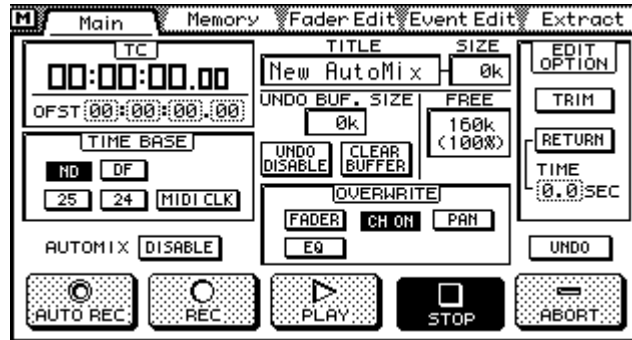 M Main Memory Fader Edit Event Edit Extract
TC
00:00:00.00
OFST 00:00:00.00
TITLE SIZE
New AutoMix 0k
UNDO BUF. SIZE FREE
0k 160k
(100%)
UNDO DISABLE CLEAR BUFFER
EDIT OPTION
TRIM
RETURN
TIME
0.0 SEC
TIME BASE
ND DF
25 24 MIDI CLK
OVERWRITE
FADER CH ON PAN
EQ
AUTOMIX DISABLE
UNDO
AUTO REC REC PLAY STOP ABORT